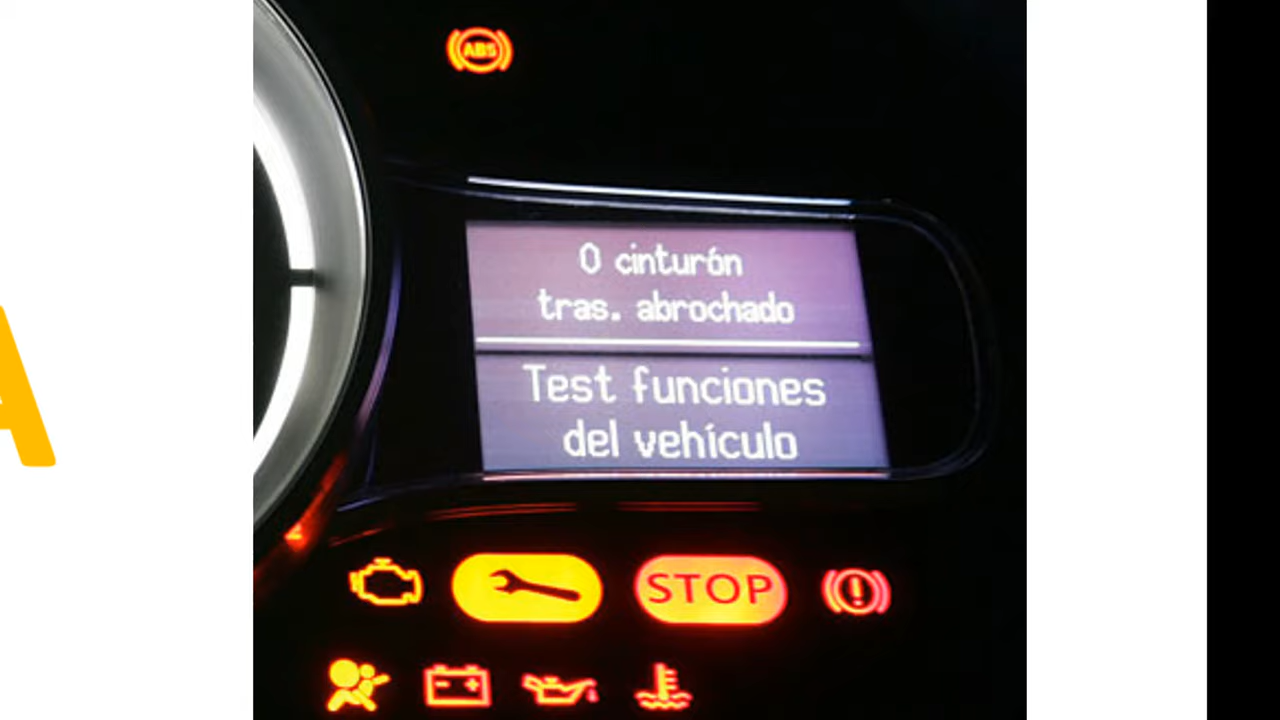 ABS
0 cinturón
tras. abrochado
Test funciones
del vehículo
STOP
A